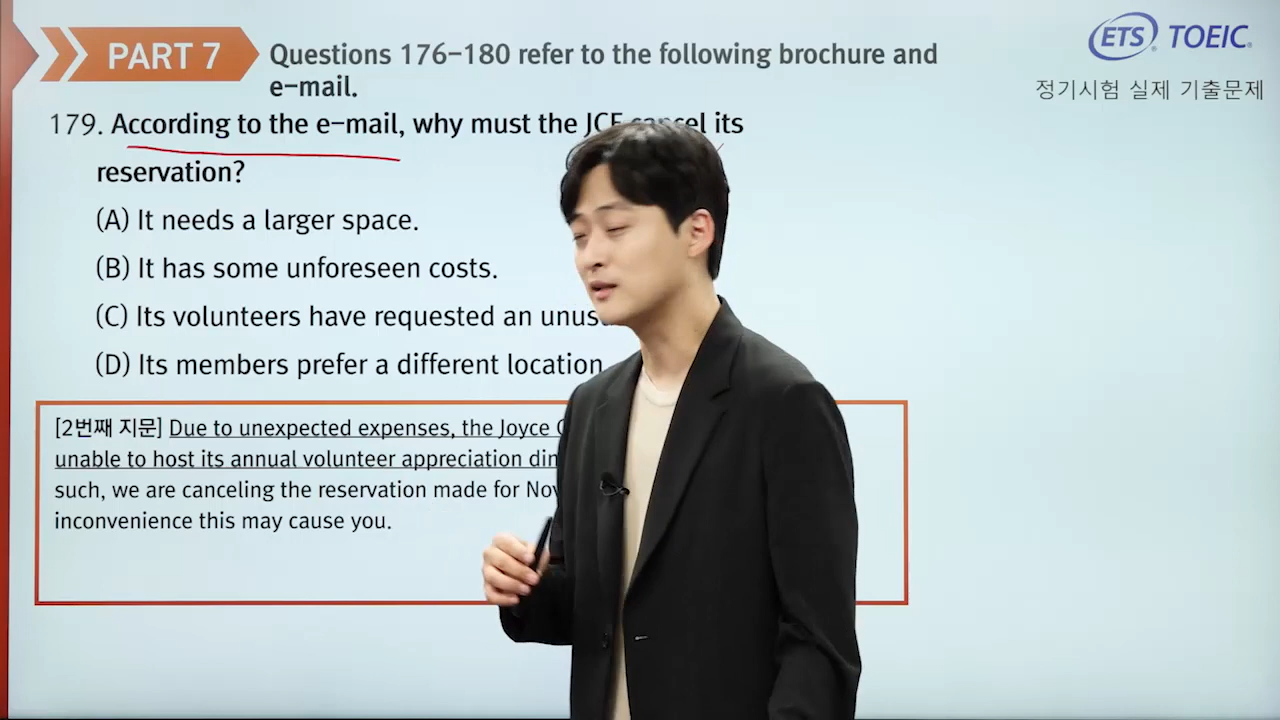 PART 7
Questions 176–180 refer to the following brochure and
e–mail.
ETS TOEIC
정기시험 실제 기출문제
179. According to the e–mail, why must the JCF cancel its
reservation?
(A) It needs a larger space.
(B) It has some unforeseen costs.
(C) Its volunteers have requested an
(D) Its members prefer a different location
[2번째 지문] Due to unexpected expenses, the Joyce
unable to host its annual volunteer appreciation
such, we are canceling the reservation made for
inconvenience this may cause you.